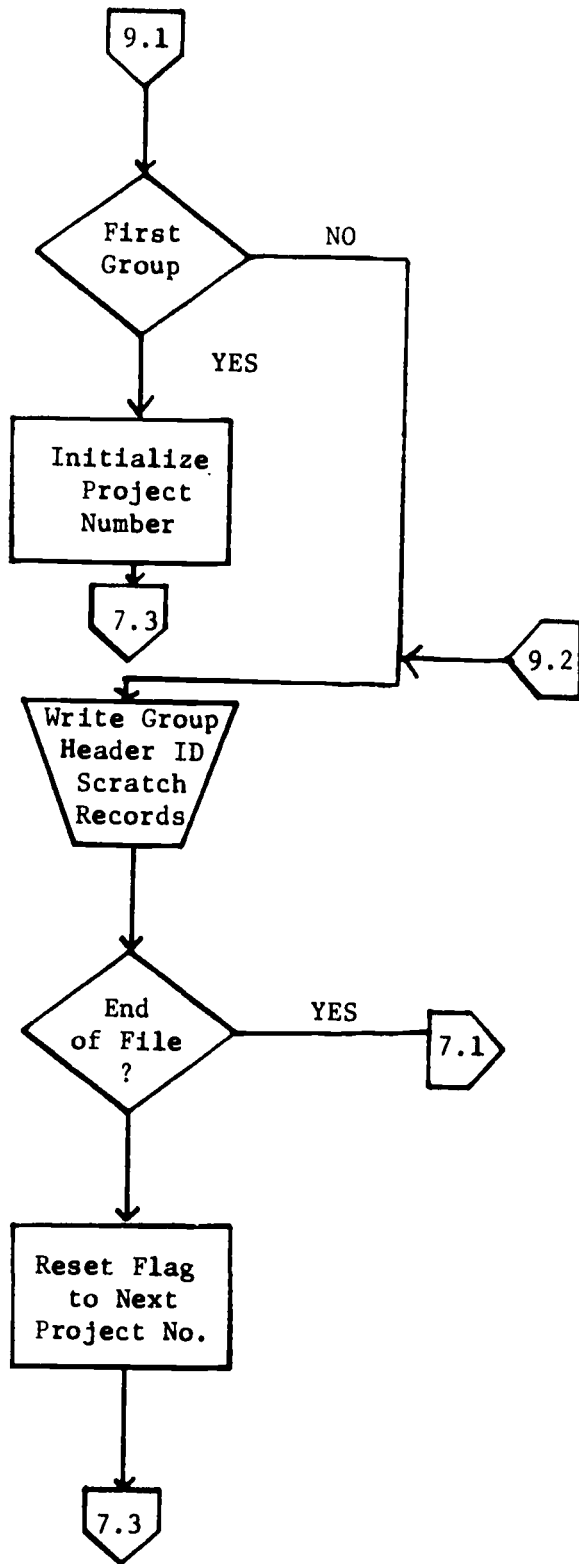 9.1
First
Group
NO
YES
Initialize
Project
Number
7.3
9.2
Write Group
Header ID
Scratch
Records
End
of File
?
YES
7.1
Reset Flag
to Next
Project No.
7.3